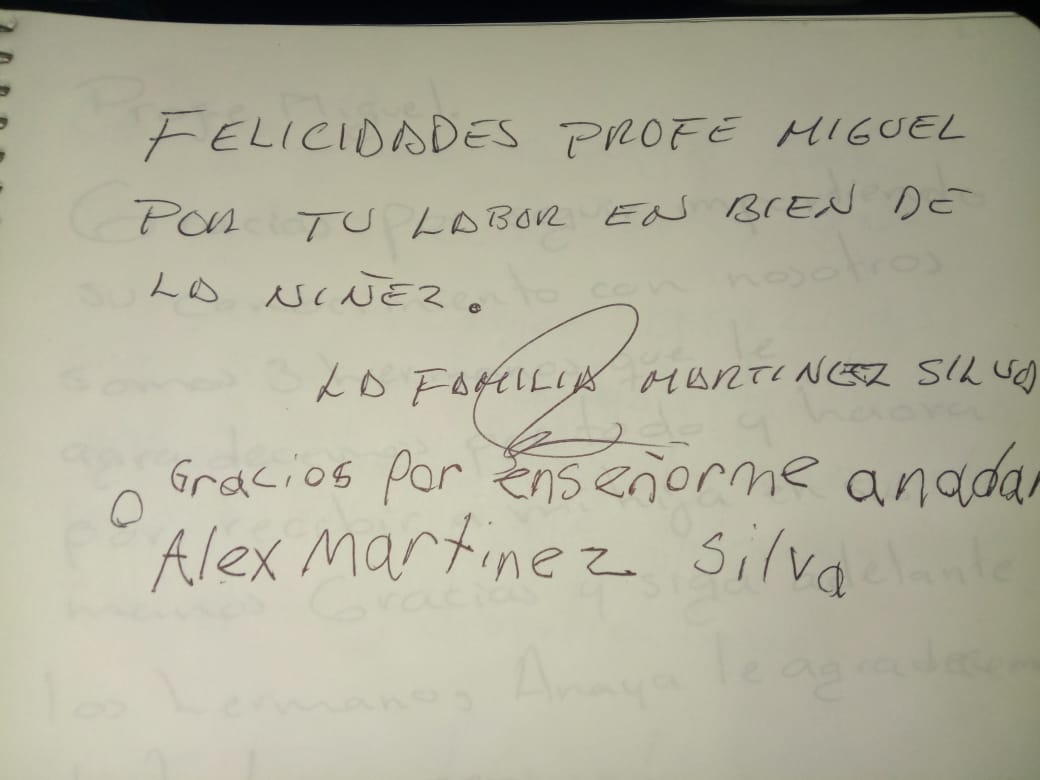 FELICIDADES PROFE MIGUEL
POR TU LABOR EN BIEN DE
LA NIÑEZ.
LA FAMILIA MARTINEZ SILVA
Gracias por enseñarme anadar
Alex Martinez Silva